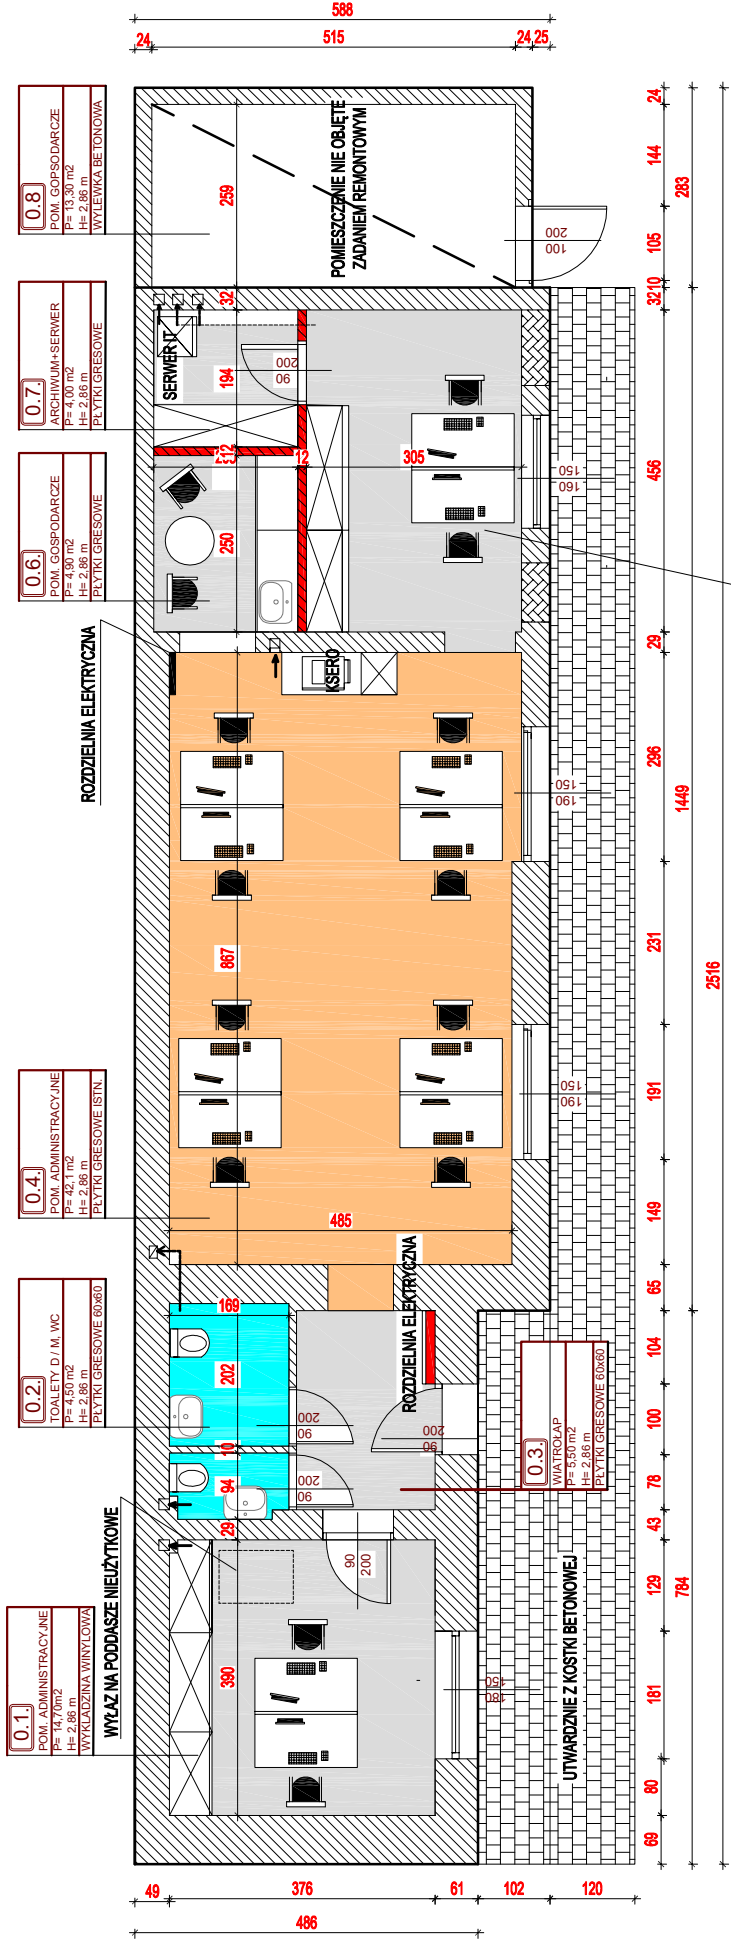 588
24
515
24
25
0.8
POM. GOPSODARCZE
P= 13,30 m2
H= 2,86 m
WYLEWKA BETONOWA
259
POMIESZCZENIE NIE OBJĘTE
ZADANIEM REMONTOWYM
100
200
24
144
105
10
283
32
32
0.7.
ARCHIWUM+SERWER
P= 4,00 m2
H= 2,86 m
PŁYTKI GRESOWE
SERWER IT
194
90
200
12
12
305
160
150
456
0.6.
POM. GOSPODARCZE
P= 4,90 m2
H= 2,86 m
PŁYTKI GRESOWE
250
29
ROZDZIELNIA ELEKTRYCZNA
KSERO
190
150
296
1449
231
2516
867
0.4.
POM. ADMINISTRACYJNE
P= 42,1 m2
H= 2,86 m
PŁYTKI GRESOWE ISTN.
190
150
191
149
485
65
ROZDZIELNIA ELEKTRYCZNA
0.2.
TOALETY D / M, WC
P= 4,50 m2
H= 2,86 m
PŁYTKI GRESOWE 60x60
169
202
90
200
90
200
104
100
10
94
90
200
78
0.3.
WIATROŁAP
P= 5,50 m2
H= 2,86 m
PŁYTKI GRESOWE 60x60
29
43
WYŁAZ NA PODDASZE NIEUŻYTKOWE
90
200
129
784
0.1.
POM. ADMINISTRACYJNE
P= 14,70m2
H= 2,86 m
WYKŁADZINA WINYLOWA
390
180
150
181
UTWARDZNIE Z KOSTKI BETONOWEJ
80
69
49
376
61
102
120
486